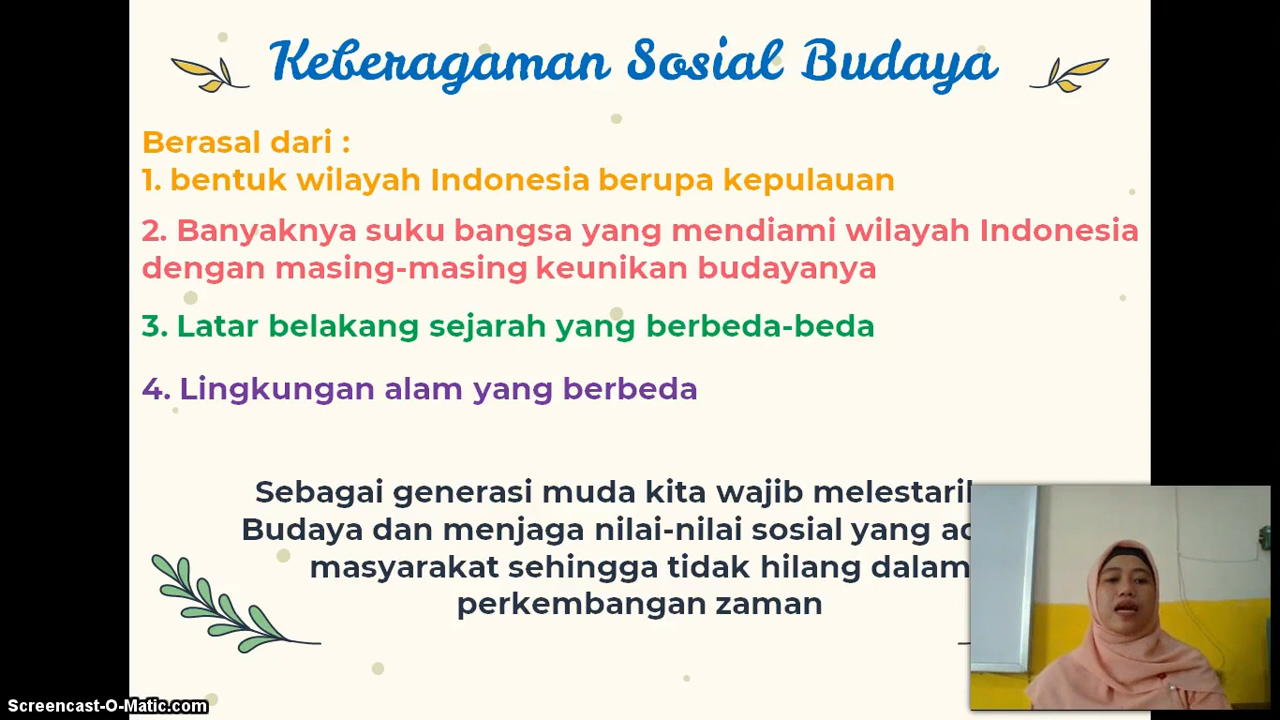 Keberagaman Sosial Budaya
Berasal dari :
1. bentuk wilayah Indonesia berupa kepulauan
2. Banyaknya suku bangsa yang mendiami wilayah Indonesia
dengan masing-masing keunikan budayanya
3. Latar belakang sejarah yang berbeda-beda
4. Lingkungan alam yang berbeda
Sebagai generasi muda kita wajib
Budaya dan menjaga nilai-nilai sosial yang
masyarakat sehingga tidak hilang dalam
perkembangan zaman
Screencast-O-Matic.com